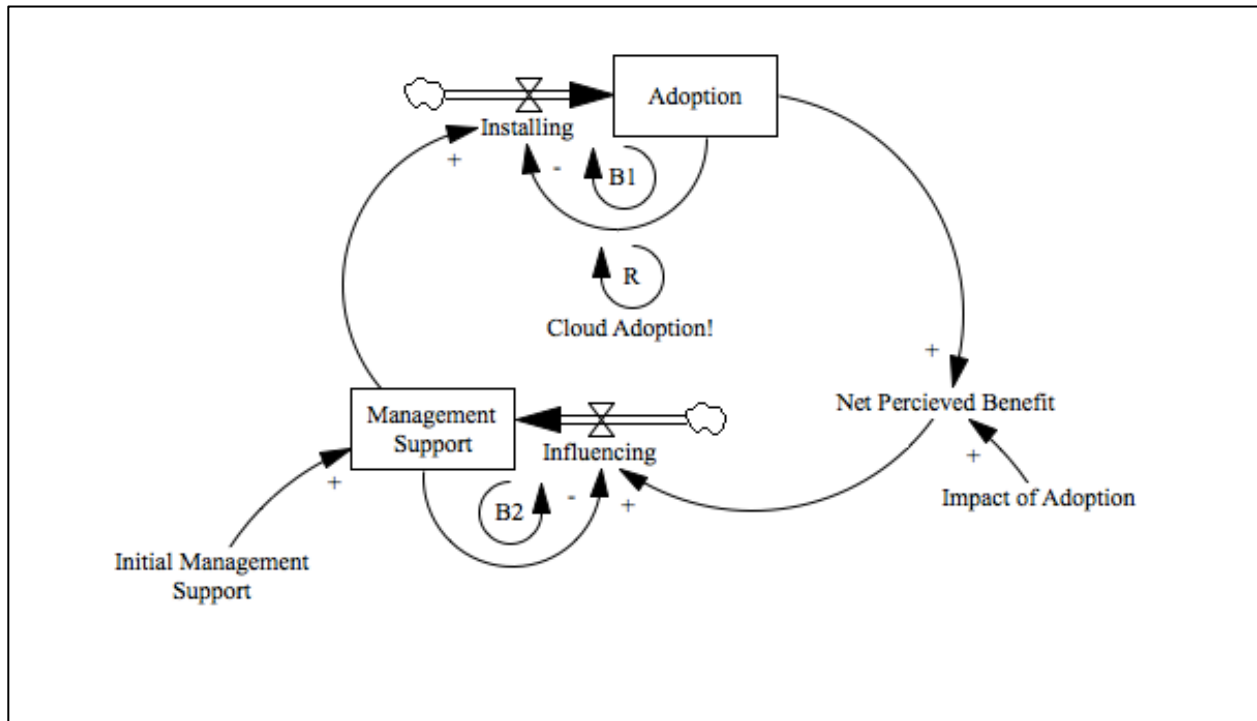 Adoption
Installing
+
-
B1
R
Cloud Adoption!
+
Management
Support
Net Percieved Benefit
Influencing
+
-
+
+
B2
Impact of Adoption
Initial Management
Support